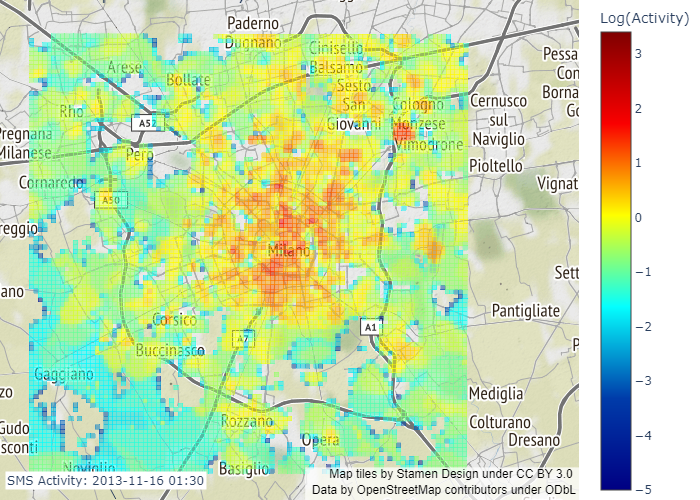 Paderno
Dugnano
Cinisello
Balsamo
Arese
Bollate
Sesto
San
Giovanni
Rho
A52
Cologno
Monzese
Vimodrone
Cernusco
sul
Naviglio
Pioltello
Pessa
Con
Borna
Go
Pregnana
Milanese
Pero
Cornaredo
A50
Vignat
reggio
Milano
Sett
ano
Pantigliate
Corsico
A7
A1
Buccinasco
P
Gaggiano
zo
Mediglia
Gudo
sconti
Rozzano
Colturano
Dresano
Opera
Noviglio
Basiglio
SMS Activity: 2013-11-16 01:30
Map tiles by Stamen Design under CC BY 3.0
Data by OpenStreetMap contributors under ODbL
Log(Activity)
3
2
1
0
−1
−2
−3
−4
−5